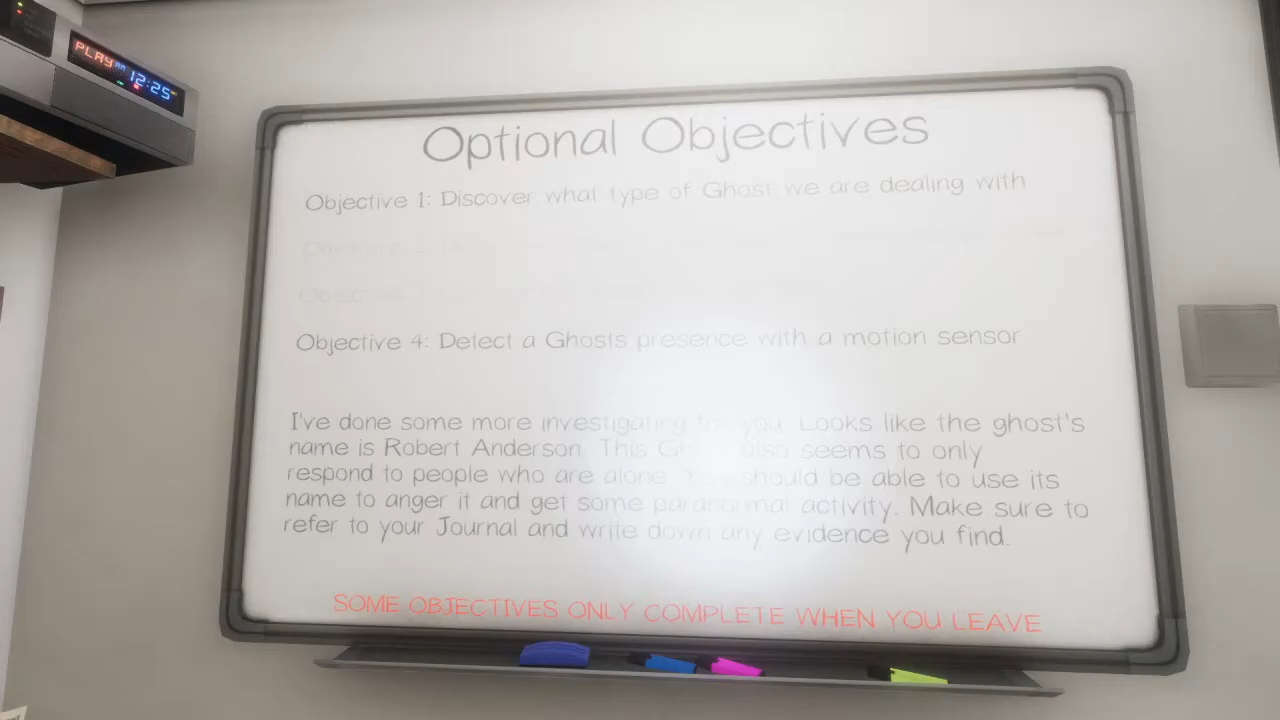 PLAY AM 12:25
Optional Objectives
Objective 1: Discover what type of Ghost we are dealing with
Objective 4: Detect a Ghosts presence with a motion sensor
I've done some more investigating for you. Looks like the ghost's
name is Robert Anderson. This also seems to only
respond to people who are alone. should be able to use its
name to anger it and get some paranormal activity. Make sure to
refer to your Journal and write down any evidence you find.
SOME OBJECTIVES ONLY COMPLETE WHEN YOU LEAVE